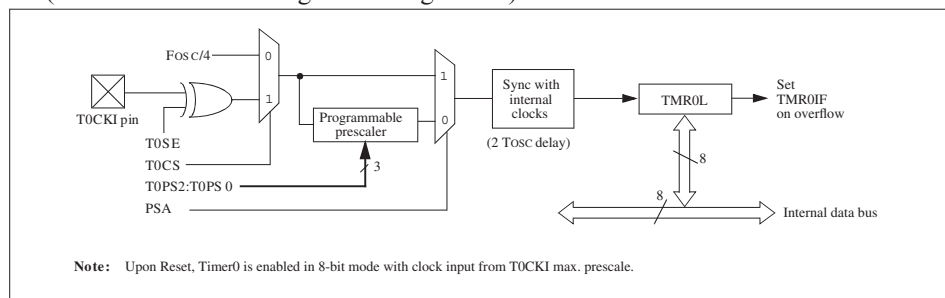 FOSC/4
0
1
T0CKI pin
T0SE
T0CS
T0PS2:T0PS 0
PSA
Programmable
prescaler
3
1
0
Sync with
internal
clocks
(2 TOSC delay)
TMR0L
Set
TMR0IF
on overflow
8
8
Internal data bus
Note: Upon Reset, Timer0 is enabled in 8-bit mode with clock input from T0CKI max. prescale.